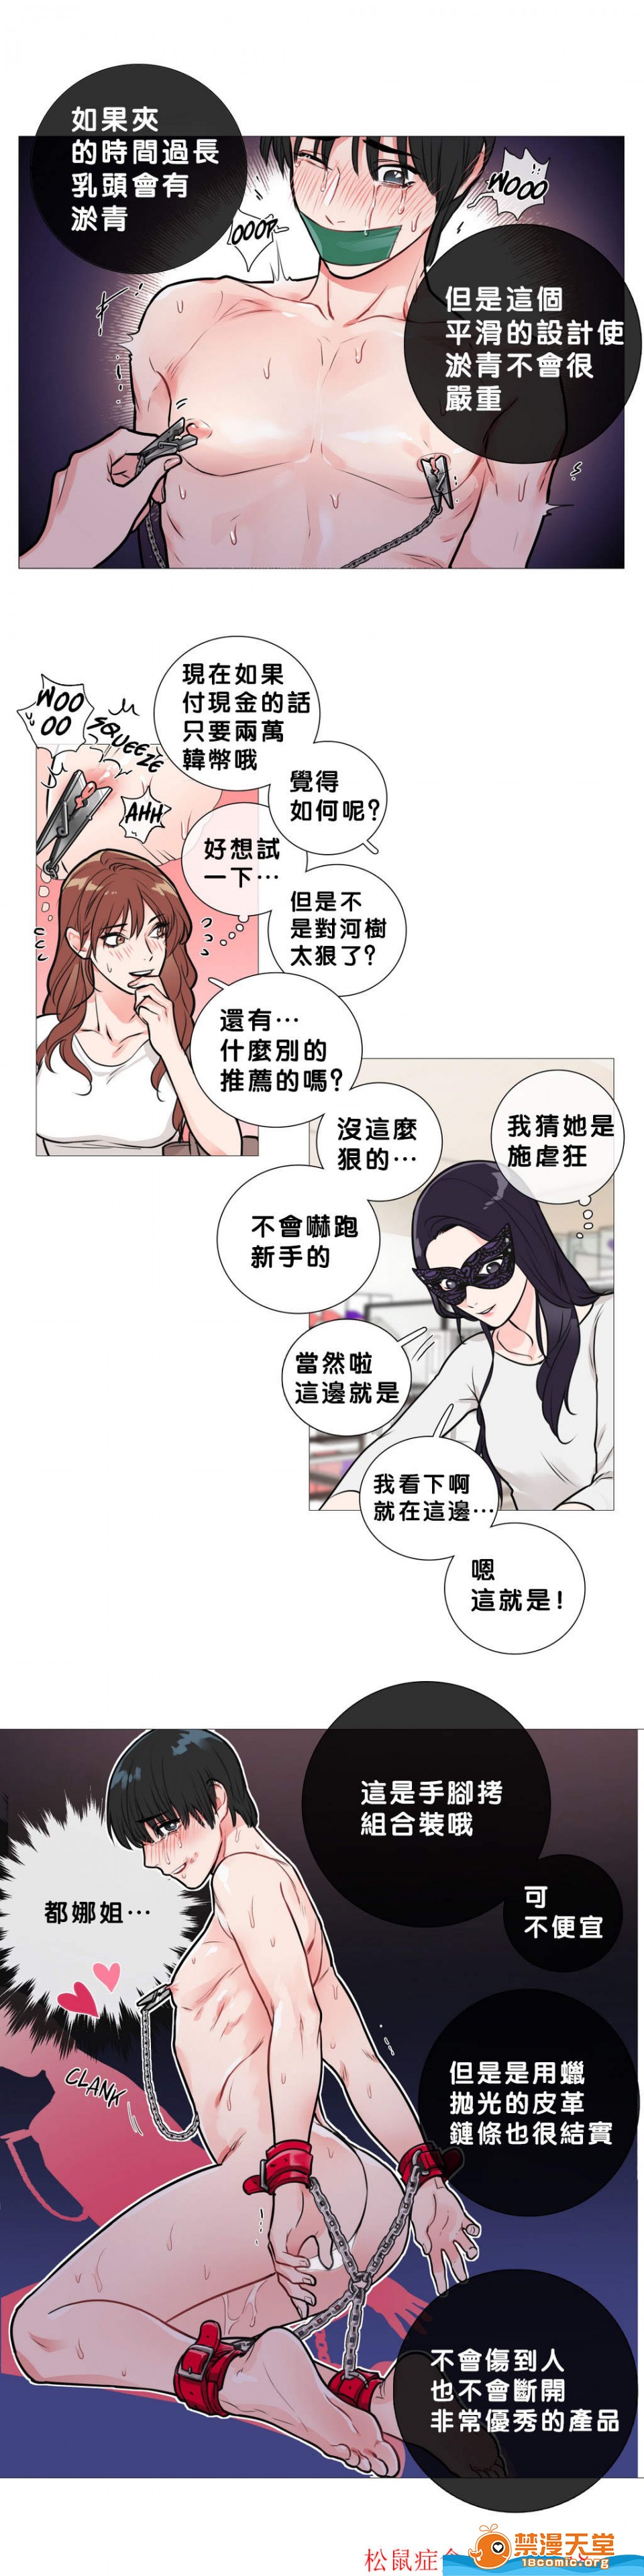 如果夾
的時間過長
乳頭會有
淤青
WOOO
OOOP
但是這個
平滑的設計使
淤青不會很
嚴重
WOO
OO
SQUEEZE
AHH
現在如果
付現金的話
只要兩萬
韓幣哦
覺得
如何呢?
好想試
一下…
但是不
是對河樹
太狠了?
還有…
什麼別的
推薦的嗎?
沒這麼
狠的…
我猜她是
施虐狂
不會嚇跑
新手的
當然啦
這邊就是
我看下啊
就在這邊…
嗯
這就是!
這是手腳拷
組合裝哦
可
不便宜
都娜姐…
CLANK
但是是用蠟
拋光的皮革
鏈條也很結實
不會傷到人
也不會斷開
非常優秀的產品
松鼠症
禁漫天堂
18comic.org